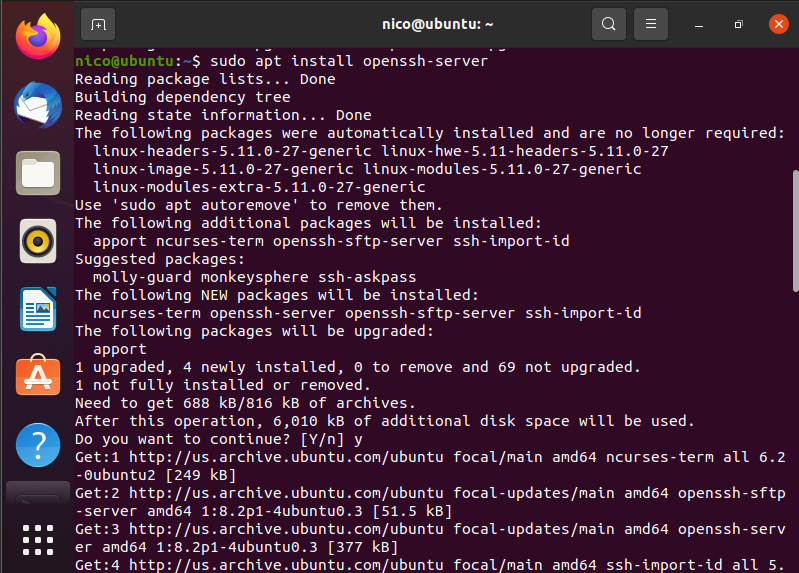 nico@ubuntu: ~
nico@ubuntu:~$ sudo apt install openssh-server
Reading package lists... Done
Building dependency tree
Reading state information... Done
The following packages were automatically installed and are no longer required:
  linux-headers-5.11.0-27-generic linux-hwe-5.11-headers-5.11.0-27
  linux-image-5.11.0-27-generic linux-modules-5.11.0-27-generic
  linux-modules-extra-5.11.0-27-generic
Use 'sudo apt autoremove' to remove them.
The following additional packages will be installed:
  apport ncurses-term openssh-sftp-server ssh-import-id
Suggested packages:
  molly-guard monkeysphere ssh-askpass
The following NEW packages will be installed:
  ncurses-term openssh-server openssh-sftp-server ssh-import-id
The following packages will be upgraded:
  apport
1 upgraded, 4 newly installed, 0 to remove and 69 not upgraded.
1 not fully installed or removed.
Need to get 688 kB/816 kB of archives.
After this operation, 6,010 kB of additional disk space will be used.
Do you want to continue? [Y/n] y
Get:1 http://us.archive.ubuntu.com/ubuntu focal/main amd64 ncurses-term all 6.2
-0ubuntu2 [249 kB]
Get:2 http://us.archive.ubuntu.com/ubuntu focal-updates/main amd64 openssh-sftp
-server amd64 1:8.2p1-4ubuntu0.3 [51.5 kB]
Get:3 http://us.archive.ubuntu.com/ubuntu focal-updates/main amd64 openssh-serv
er amd64 1:8.2p1-4ubuntu0.3 [377 kB]
Get:4 http://us.archive.ubuntu.com/ubuntu focal/main amd64 ssh-import-id all 5.